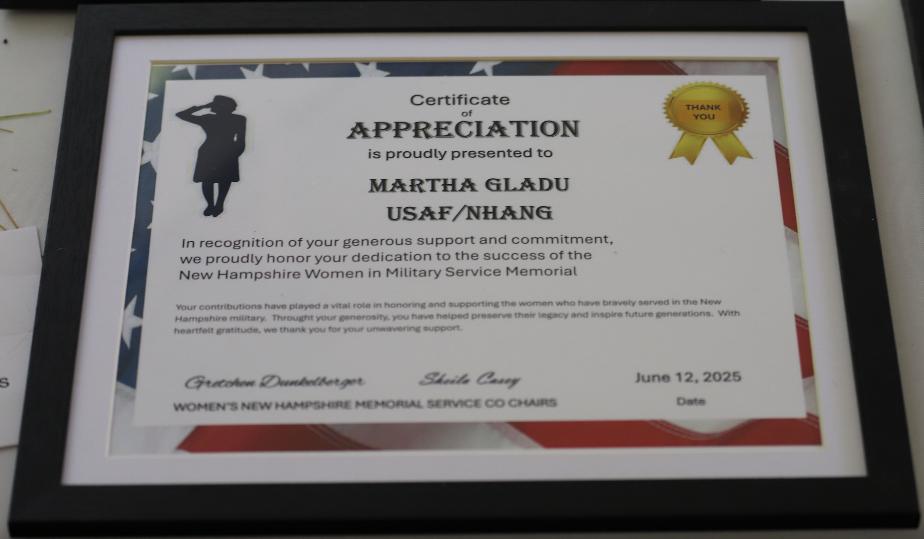 Certificate
of
APPRECIATION
is proudly presented to
MARTHA GLADU
USAF/NHANG
THANK
YOU
In recognition of your generous support and commitment,
we proudly honor your dedication to the success of the
New Hampshire Women in Military Service Memorial
Your contributions have played a vital role in honoring and supporting the women who have bravely served in the New
Hampshire military. Throught your generosity, you have helped preserve their legacy and inspire future generations. With
heartfelt gratitude, we thank you for your unwavering support.
Gretchen Dunkelberger Sheila Casey June 12, 2025
WOMEN'S NEW HAMPSHIRE MEMORIAL SERVICE CO CHAIRS Date
S